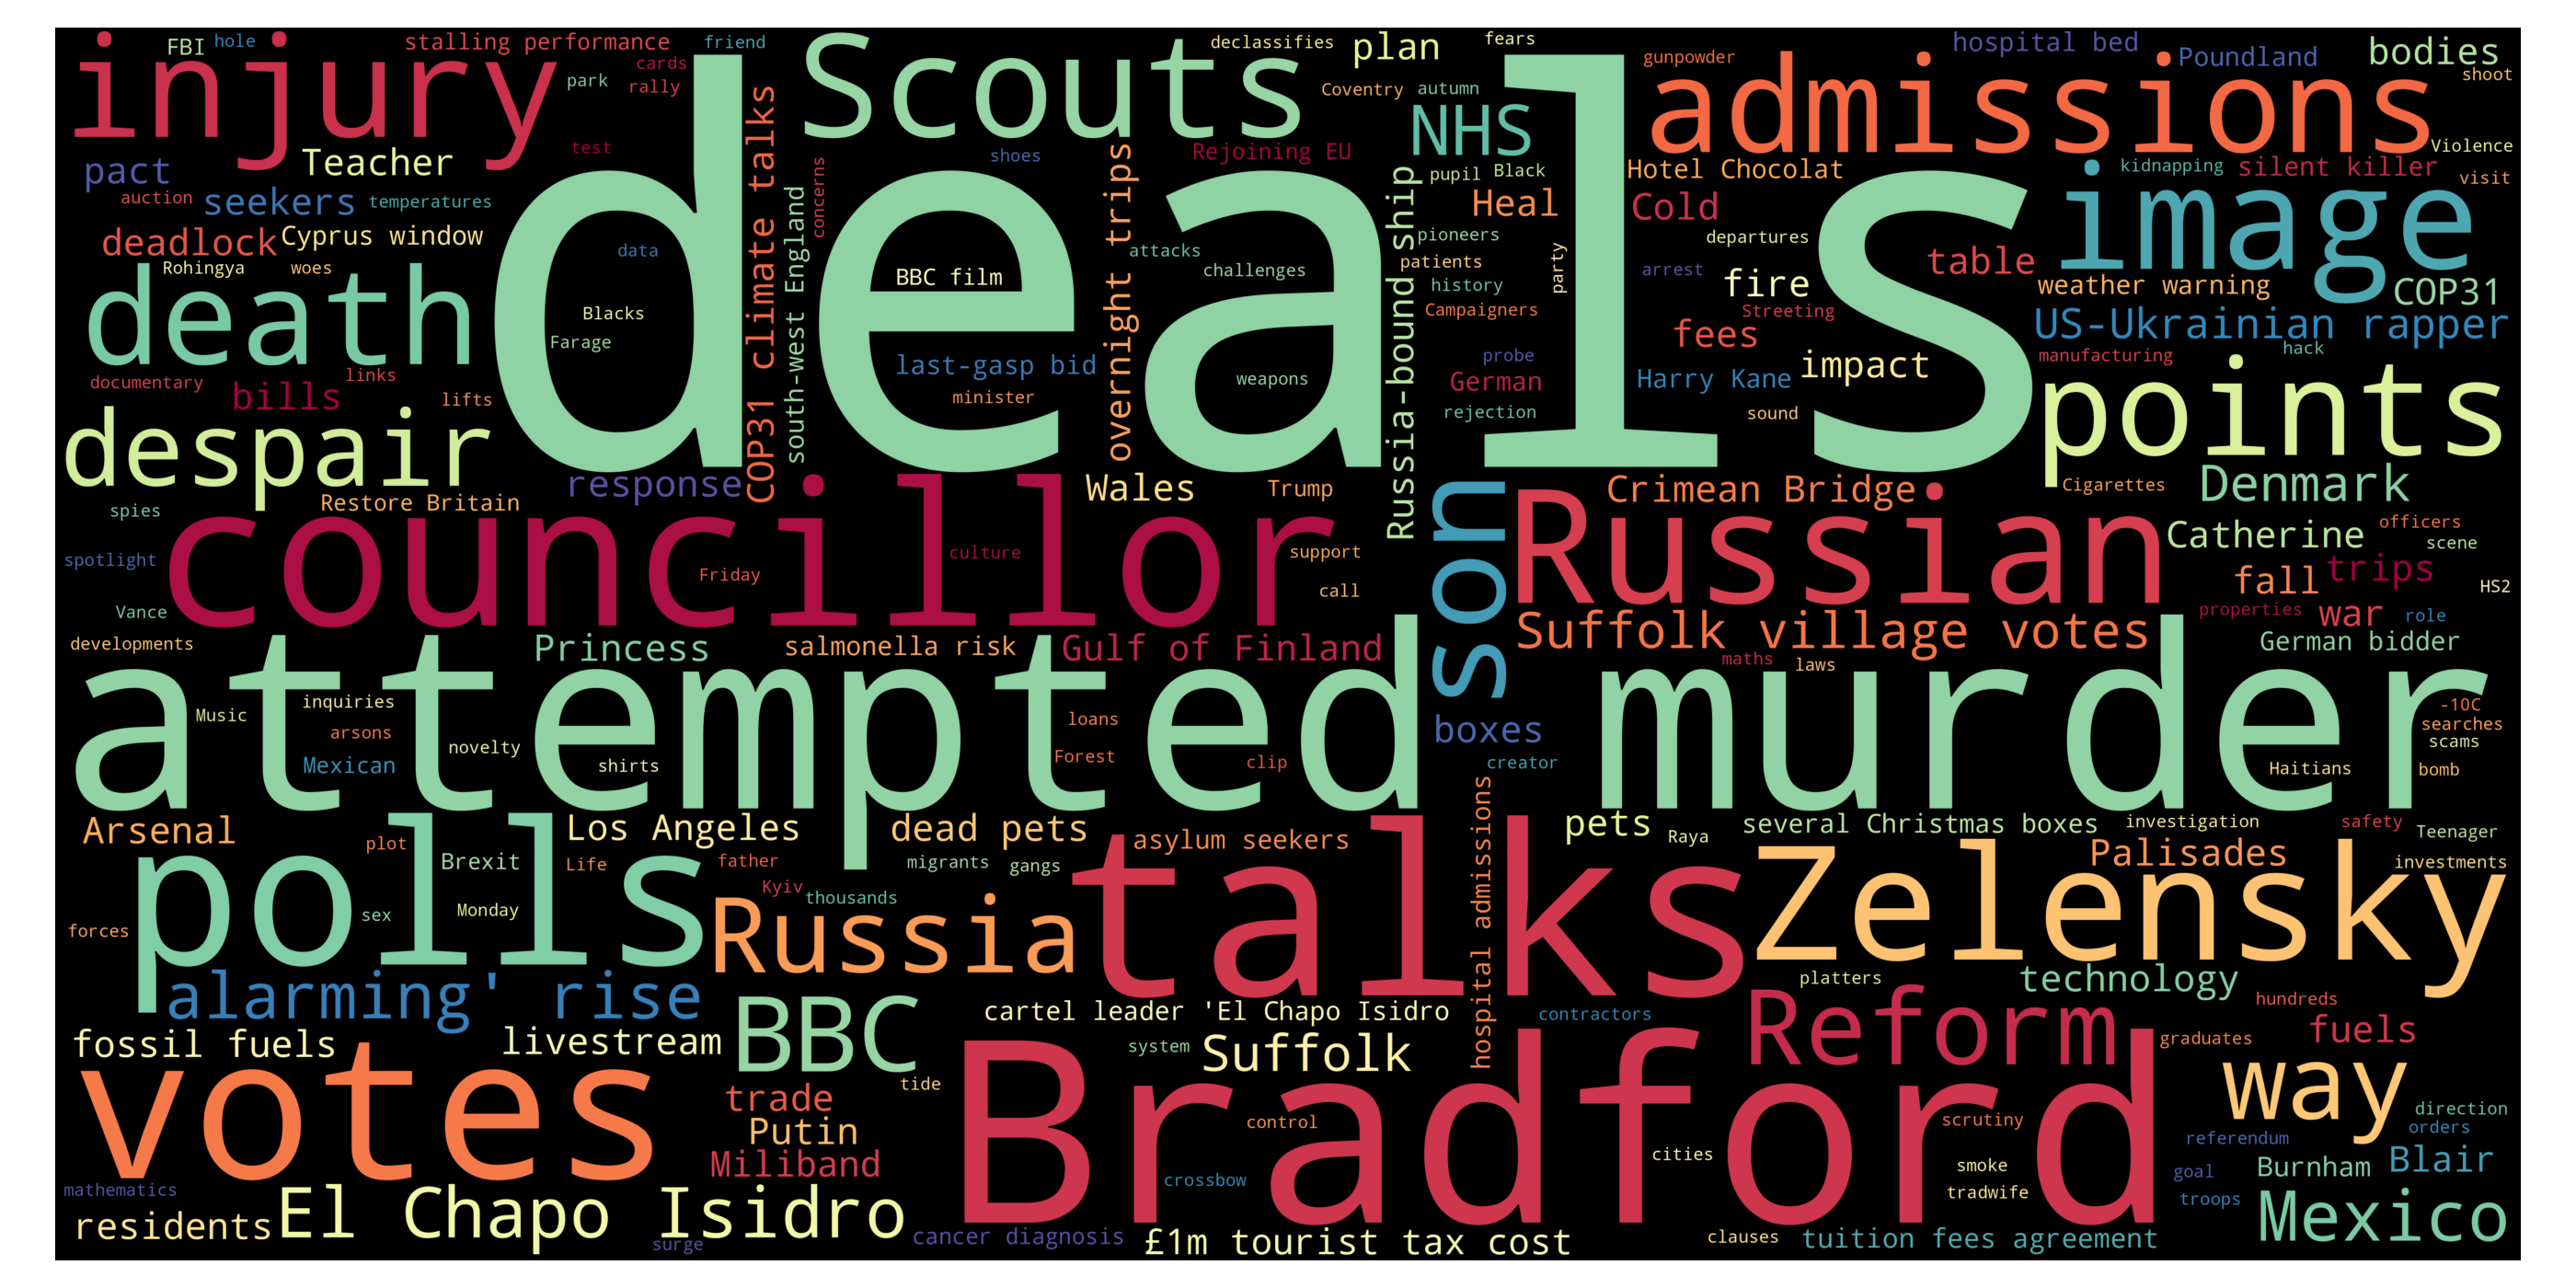 injury
FBI
hole
stalling performance
friend
Scouts
declassifies
plan
fears
gunpowder
hospital bed
Poundland
bodies
shoot
park
cards
rally
deals
Coventry
autumn
NHS
admissions
Violence
pact
Teacher
test
COP31 climate talks
concerns
shoes
overnight trips
Rejoining EU
Russia-bound ship
pupil
Black
Hotel Chocolat
kidnapping
silent killer
visit
auction
seekers
temperatures
south-west England
Heal
Cold
image
deadlock
Cyprus window
data
attacks
pioneers
departures
Rohingya
woes
BBC film
challenges
patients
party
arrest
fire
table
weather warning
COP31
death
Blacks
history
Campaigners
Streeting
US-Ukrainian rapper
Farage
fees
documentary
links
last-gasp bid
weapons
probe
German
Harry Kane
impact
manufacturing
hack
bills
lifts
minister
rejection
sound
points
despair
Restore Britain
response
Wales
Trump
son
Crimean Bridge
Cigarettes
Denmark
spies
councillor
Russian
Catherine
officers
scene
spotlight
Friday
culture
support
call
fall
trips
HS2
Vance
Suffolk village votes
properties
war
role
developments
Princess
salmonella risk
Gulf of Finland
German bidder
attempted
murder
maths
laws
Music
inquiries
arsons
loans
boxes
-10C
searches
scams
Mexican
novelty
shirts
Forest
clip
creator
Haitians
bomb
Arsenal
polls
plot
Los Angeles
dead pets
asylum seekers
hospital admissions
pets
Raya
several Christmas boxes
investigation
safety
Teenager
Brexit
Life
father
migrants
gangs
talks
Zelensky
Palisades
investments
Kyiv
thousands
sex
Monday
forces
Russia
alarming' rise
BBC
cartel leader 'El Chapo Isidro
platters
technology
hundreds
contractors
Reform
fossil fuels
livestream
system
Suffolk
graduates
fuels
votes
trade
tide
Bradford
way
Putin
control
scrutiny
direction
orders
Miliband
cities
referendum
mathematics
crossbow
smoke
tradwife
goal
Burnham
Blair
troops
residents
El Chapo Isidro
surge
cancer diagnosis
£1m tourist tax cost
clauses
tuition fees agreement
Mexico